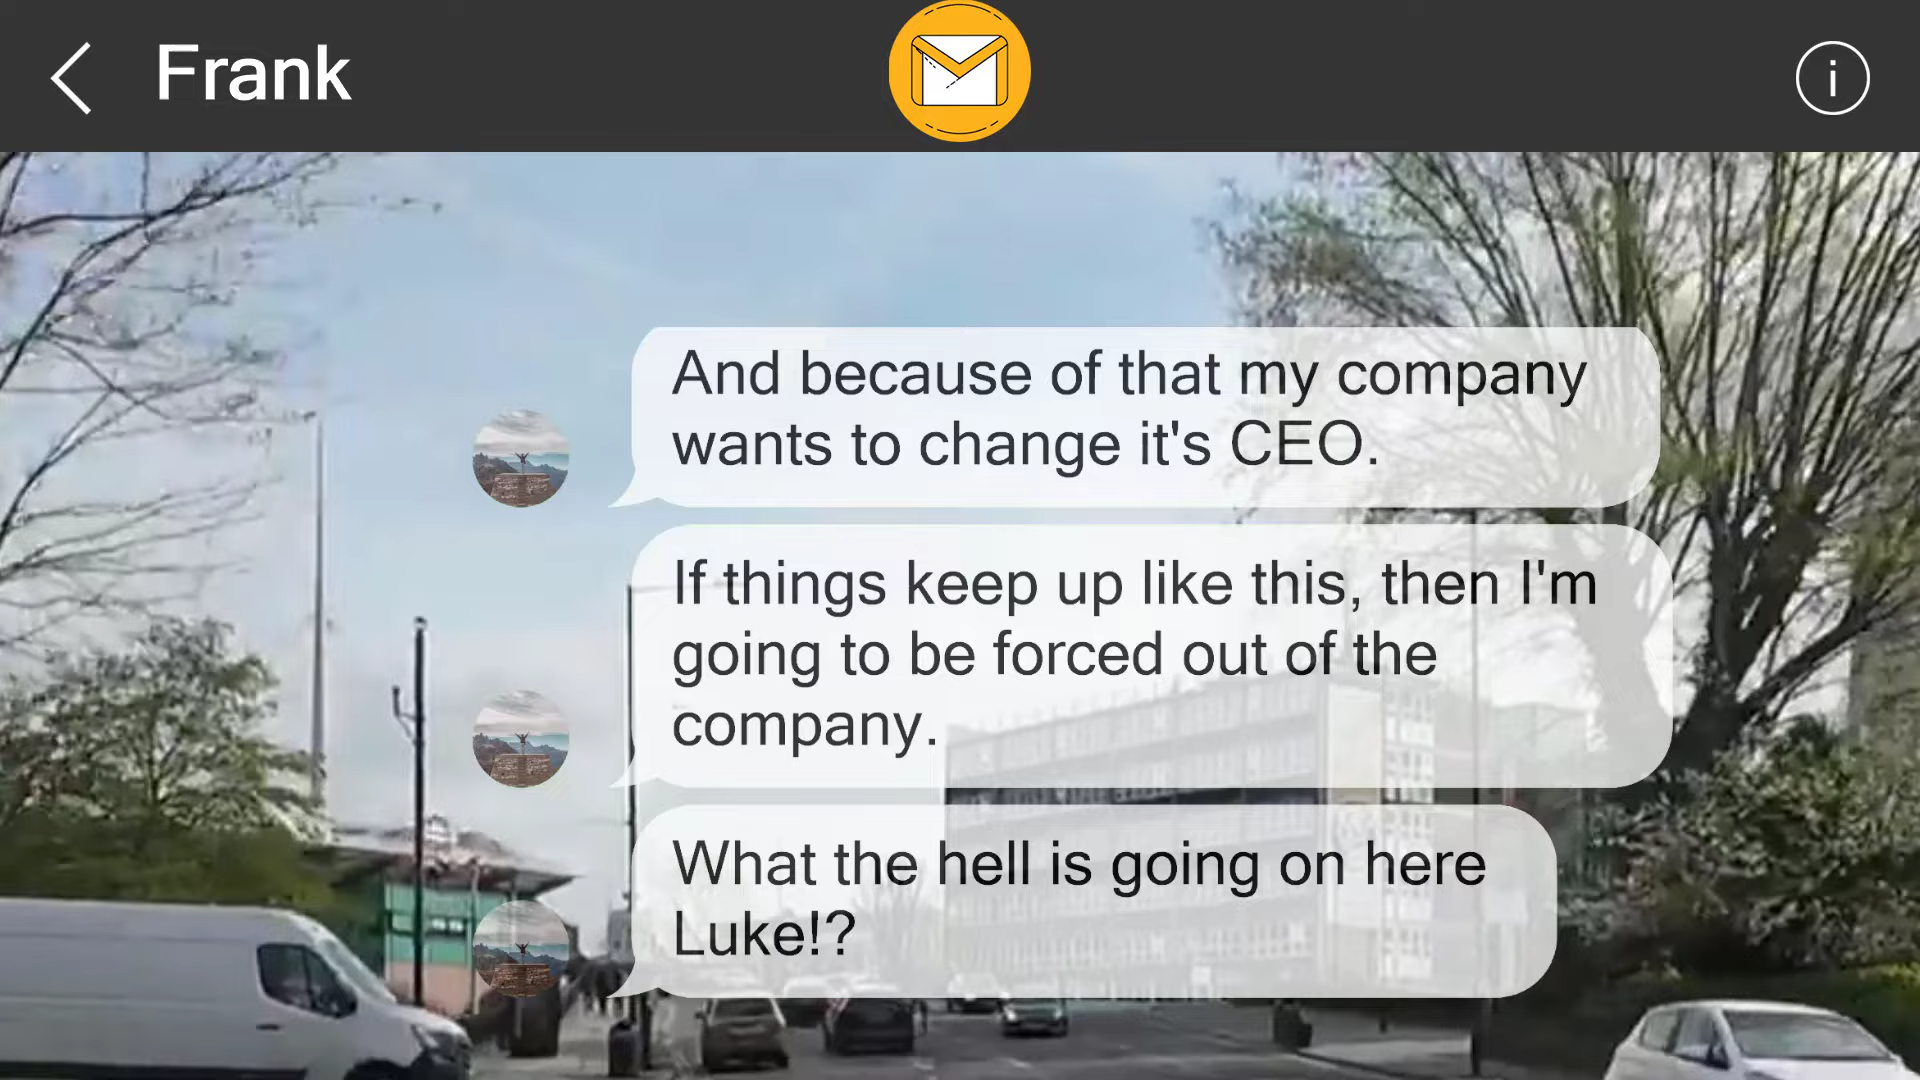 Frank
i
And because of that my company
wants to change it's CEO.
If things keep up like this, then I'm
going to be forced out of the
company.
What the hell is going on here
Luke!?